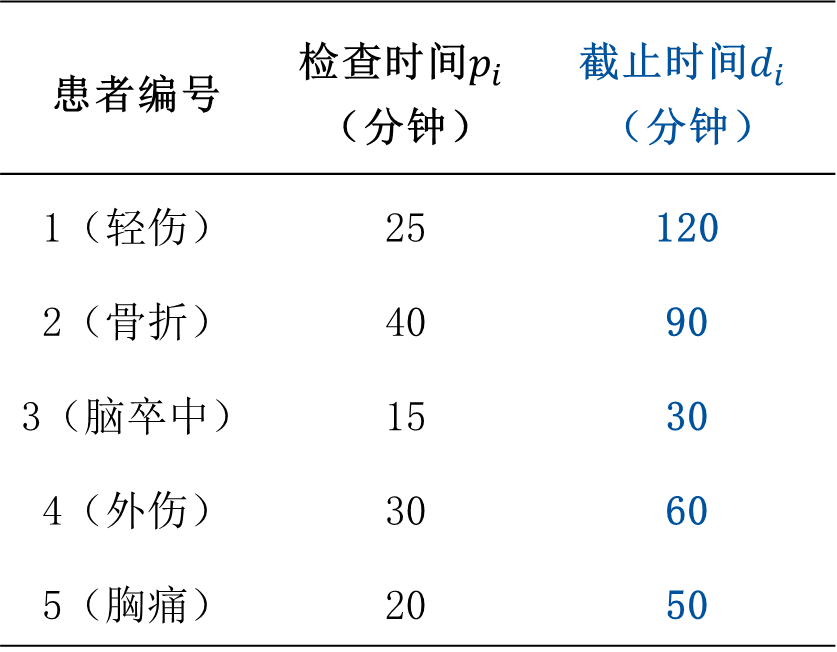 患者编号 检查时间pᵢ 截止时间dᵢ
（分钟） （分钟）
1（轻伤） 25 120
2（骨折） 40 90
3（脑卒中） 15 30
4（外伤） 30 60
5（胸痛） 20 50